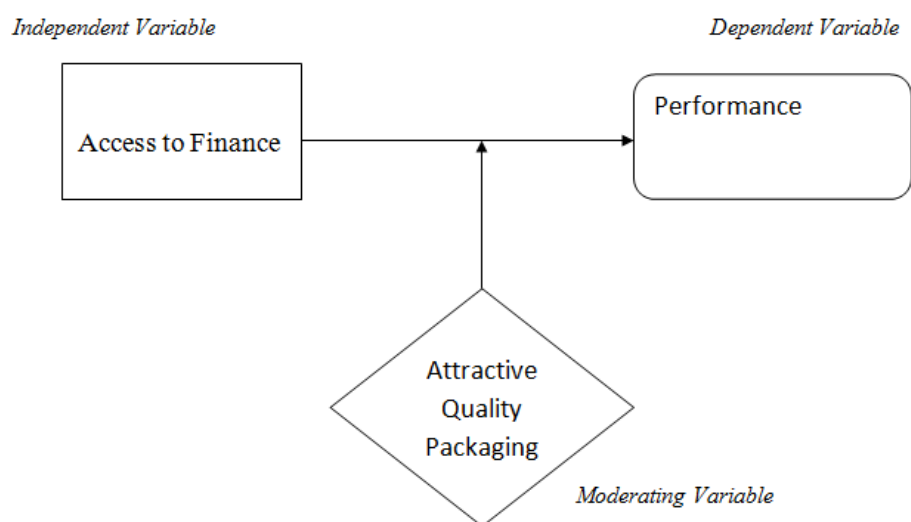 Independent Variable
Dependent Variable
Performance
Access to Finance
Attractive
Quality
Packaging
Moderating Variable